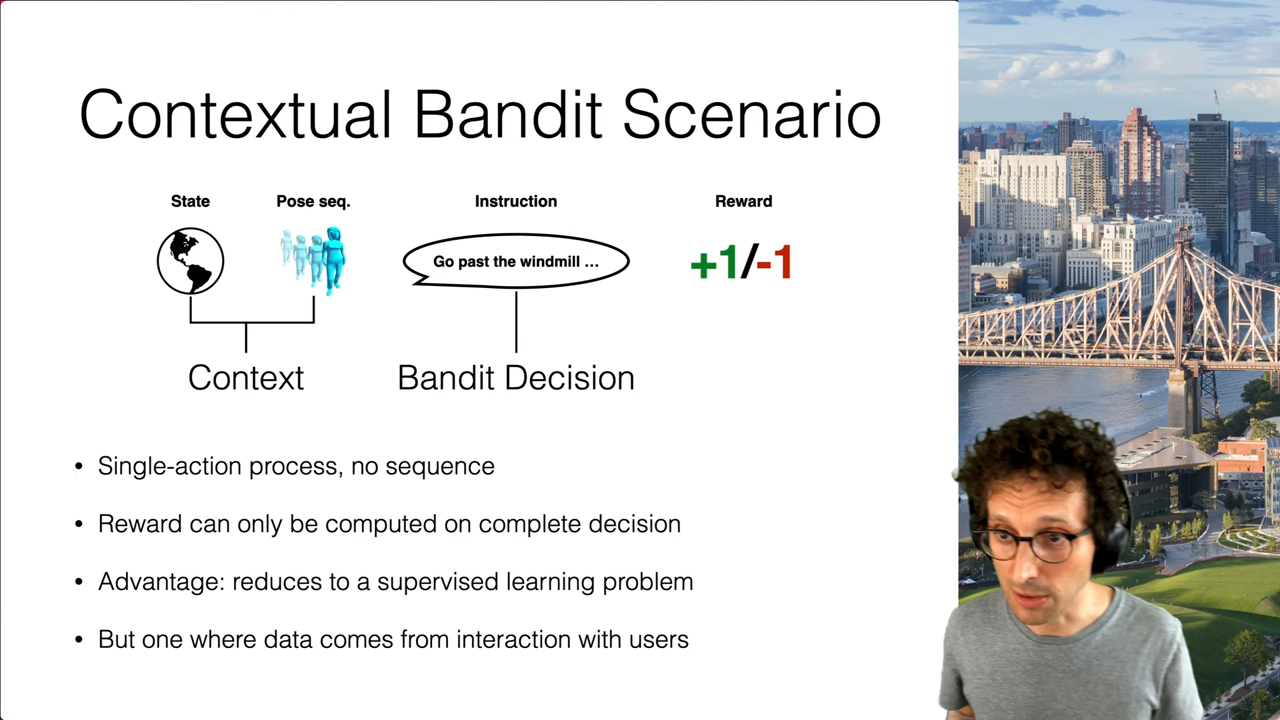 Contextual Bandit Scenario
State
Pose seq.
Instruction
Reward
Go past the windmill ...
+1/-1
Context
Bandit Decision
• Single-action process, no sequence
• Reward can only be computed on complete decision
• Advantage: reduces to a supervised learning problem
• But one where data comes from interaction with users